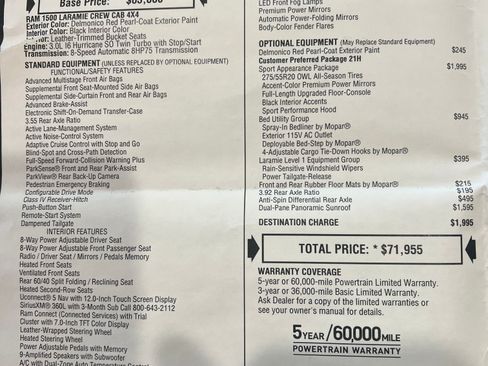 Base Price:
RAM 1500 LARAMIE CREW CAB 4X4
Exterior Color: Delmonico Red Pearl-Coat Exterior Paint
Interior Color: Black Interior Color
Leather-Trimmed Bucket Seats
Engine: 3.0L I6 Hurricane SO Twin Turbo with Stop/Start
Transmission: 8-Speed Automatic 8HP75 Transmission
STANDARD EQUIPMENT (UNLESS REPLACED BY OPTIONAL EQUIPMENT)
FUNCTIONAL/SAFETY FEATURES
Advanced Multistage Front Air Bags
Supplemental Front Seat-Mounted Side Air Bags
Supplemental Side-Curtain Front and Rear Air Bags
Advanced Brake-Assist
Electronic Shift-On-Demand Transfer-Case
3.55 Rear Axle Ratio
Active Lane-Management System
Active Noise-Control System
Adaptive Cruise Control with Stop and Go
Blind-Spot and Cross-Path Detection
Full-Speed Forward-Collision Warning Plus
ParkSense® Front and Rear Park-Assist
ParkView® Rear Back-Up Camera
Pedestrian Emergency Braking
Configurable Drive Mode
Class IV Receiver-Hitch
Push-Button Start
Remote-Start System
Dampened Tailgate
INTERIOR FEATURES
8-Way Power Adjustable Driver Seat
8-Way Power Adjustable Front Passenger Seat
Radio / Driver Seat / Mirrors / Pedals Memory
Heated Front Seats
Ventilated Front Seats
Rear 60/40 Split Folding / Reclining Seat
Heated Second-Row Seats
Uconnect® 5 Nav with 12.0-Inch Touch Screen Display
SiriusXM® 360L with 3-Month Sub Call 800-643-2112
Ram Connect (Connected Services) with Trial
Cluster with 7.0-Inch TFT Color Display
Leather-Wrapped Steering Wheel
Heated Steering Wheel
Power Adjustable Pedals with Memory
9-Amplified Speakers with Subwoofer
A/C with Dual-Zone Auto Temperature Control
LED Front Fog Lamps
Premium Power Mirrors
Automatic Power-Folding Mirrors
Body-Color Fender Flares
OPTIONAL EQUIPMENT (May Replace Standard Equipment)
Delmonico Red Pearl-Coat Exterior Paint $245
Customer Preferred Package 21H
Sport Appearance Package $1,995
275/55R20 OWL All-Season Tires
Accent-Color Premium Power Mirrors
Full-Length Upgraded Floor-Console
Black Interior Accents
Sport Performance Hood
Bed Utility Group $945
Spray-In Bedliner by Mopar®
Exterior 115V AC Outlet
Deployable Bed-Step by Mopar®
4-Adjustable Cargo Tie-Down Hooks by Mopar®
Laramie Level 1 Equipment Group $395
Rain-Sensitive Windshield Wipers
Power Tailgate-Release
Front and Rear Rubber Floor Mats by Mopar® $215
3.92 Rear Axle Ratio $195
Anti-Spin Differential Rear Axle $495
Dual-Pane Panoramic Sunroof $1,595
DESTINATION CHARGE $1,995
TOTAL PRICE: * $71,955
WARRANTY COVERAGE
5-year or 60,000-mile Powertrain Limited Warranty.
3-year or 36,000-mile Basic Limited Warranty.
Ask Dealer for a copy of the limited warranties or
see your owner's manual for details.
5 YEAR /60,000 MILE
POWERTRAIN WARRANTY